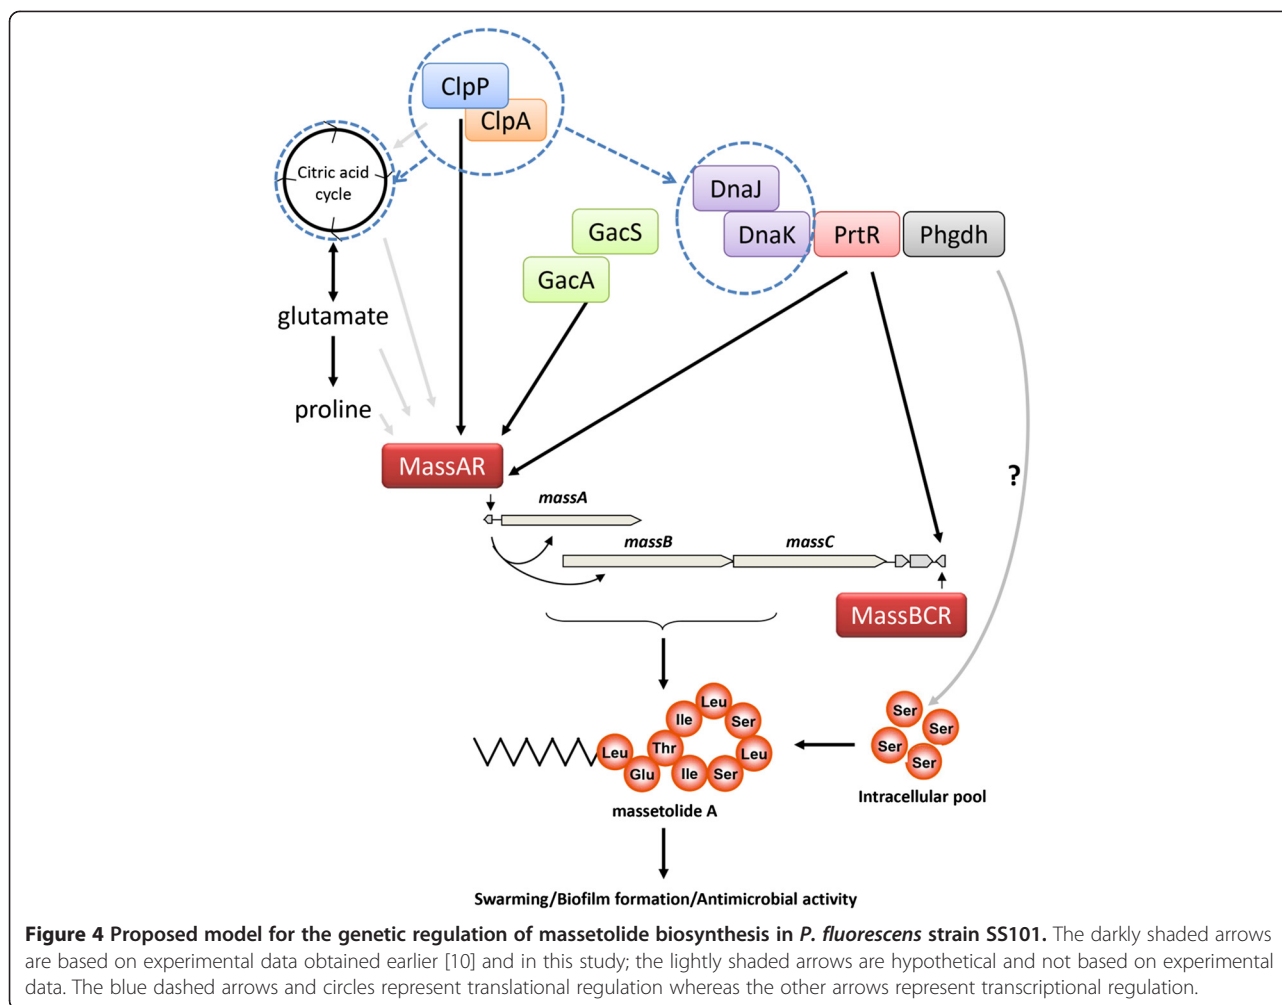 ClpP
ClpA
Citric acid
cycle
DnaJ
DnaK
PrtR
Phgdh
GacS
GacA
glutamate
proline
MassAR
?
massA
massB
massC
MassBCR
Leu
Ile
Ser
Thr
Leu
Leu
Glu
Ile
Ser
Ser
Ser
Ser
Ser
massetolide A
Intracellular pool
Swarming/Biofilm formation/Antimicrobial activity
Figure 4 Proposed model for the genetic regulation of massetolide biosynthesis in P. fluorescens strain SS101. The darkly shaded arrows
are based on experimental data obtained earlier [10] and in this study; the lightly shaded arrows are hypothetical and not based on experimental
data. The blue dashed arrows and circles represent translational regulation whereas the other arrows represent transcriptional regulation.